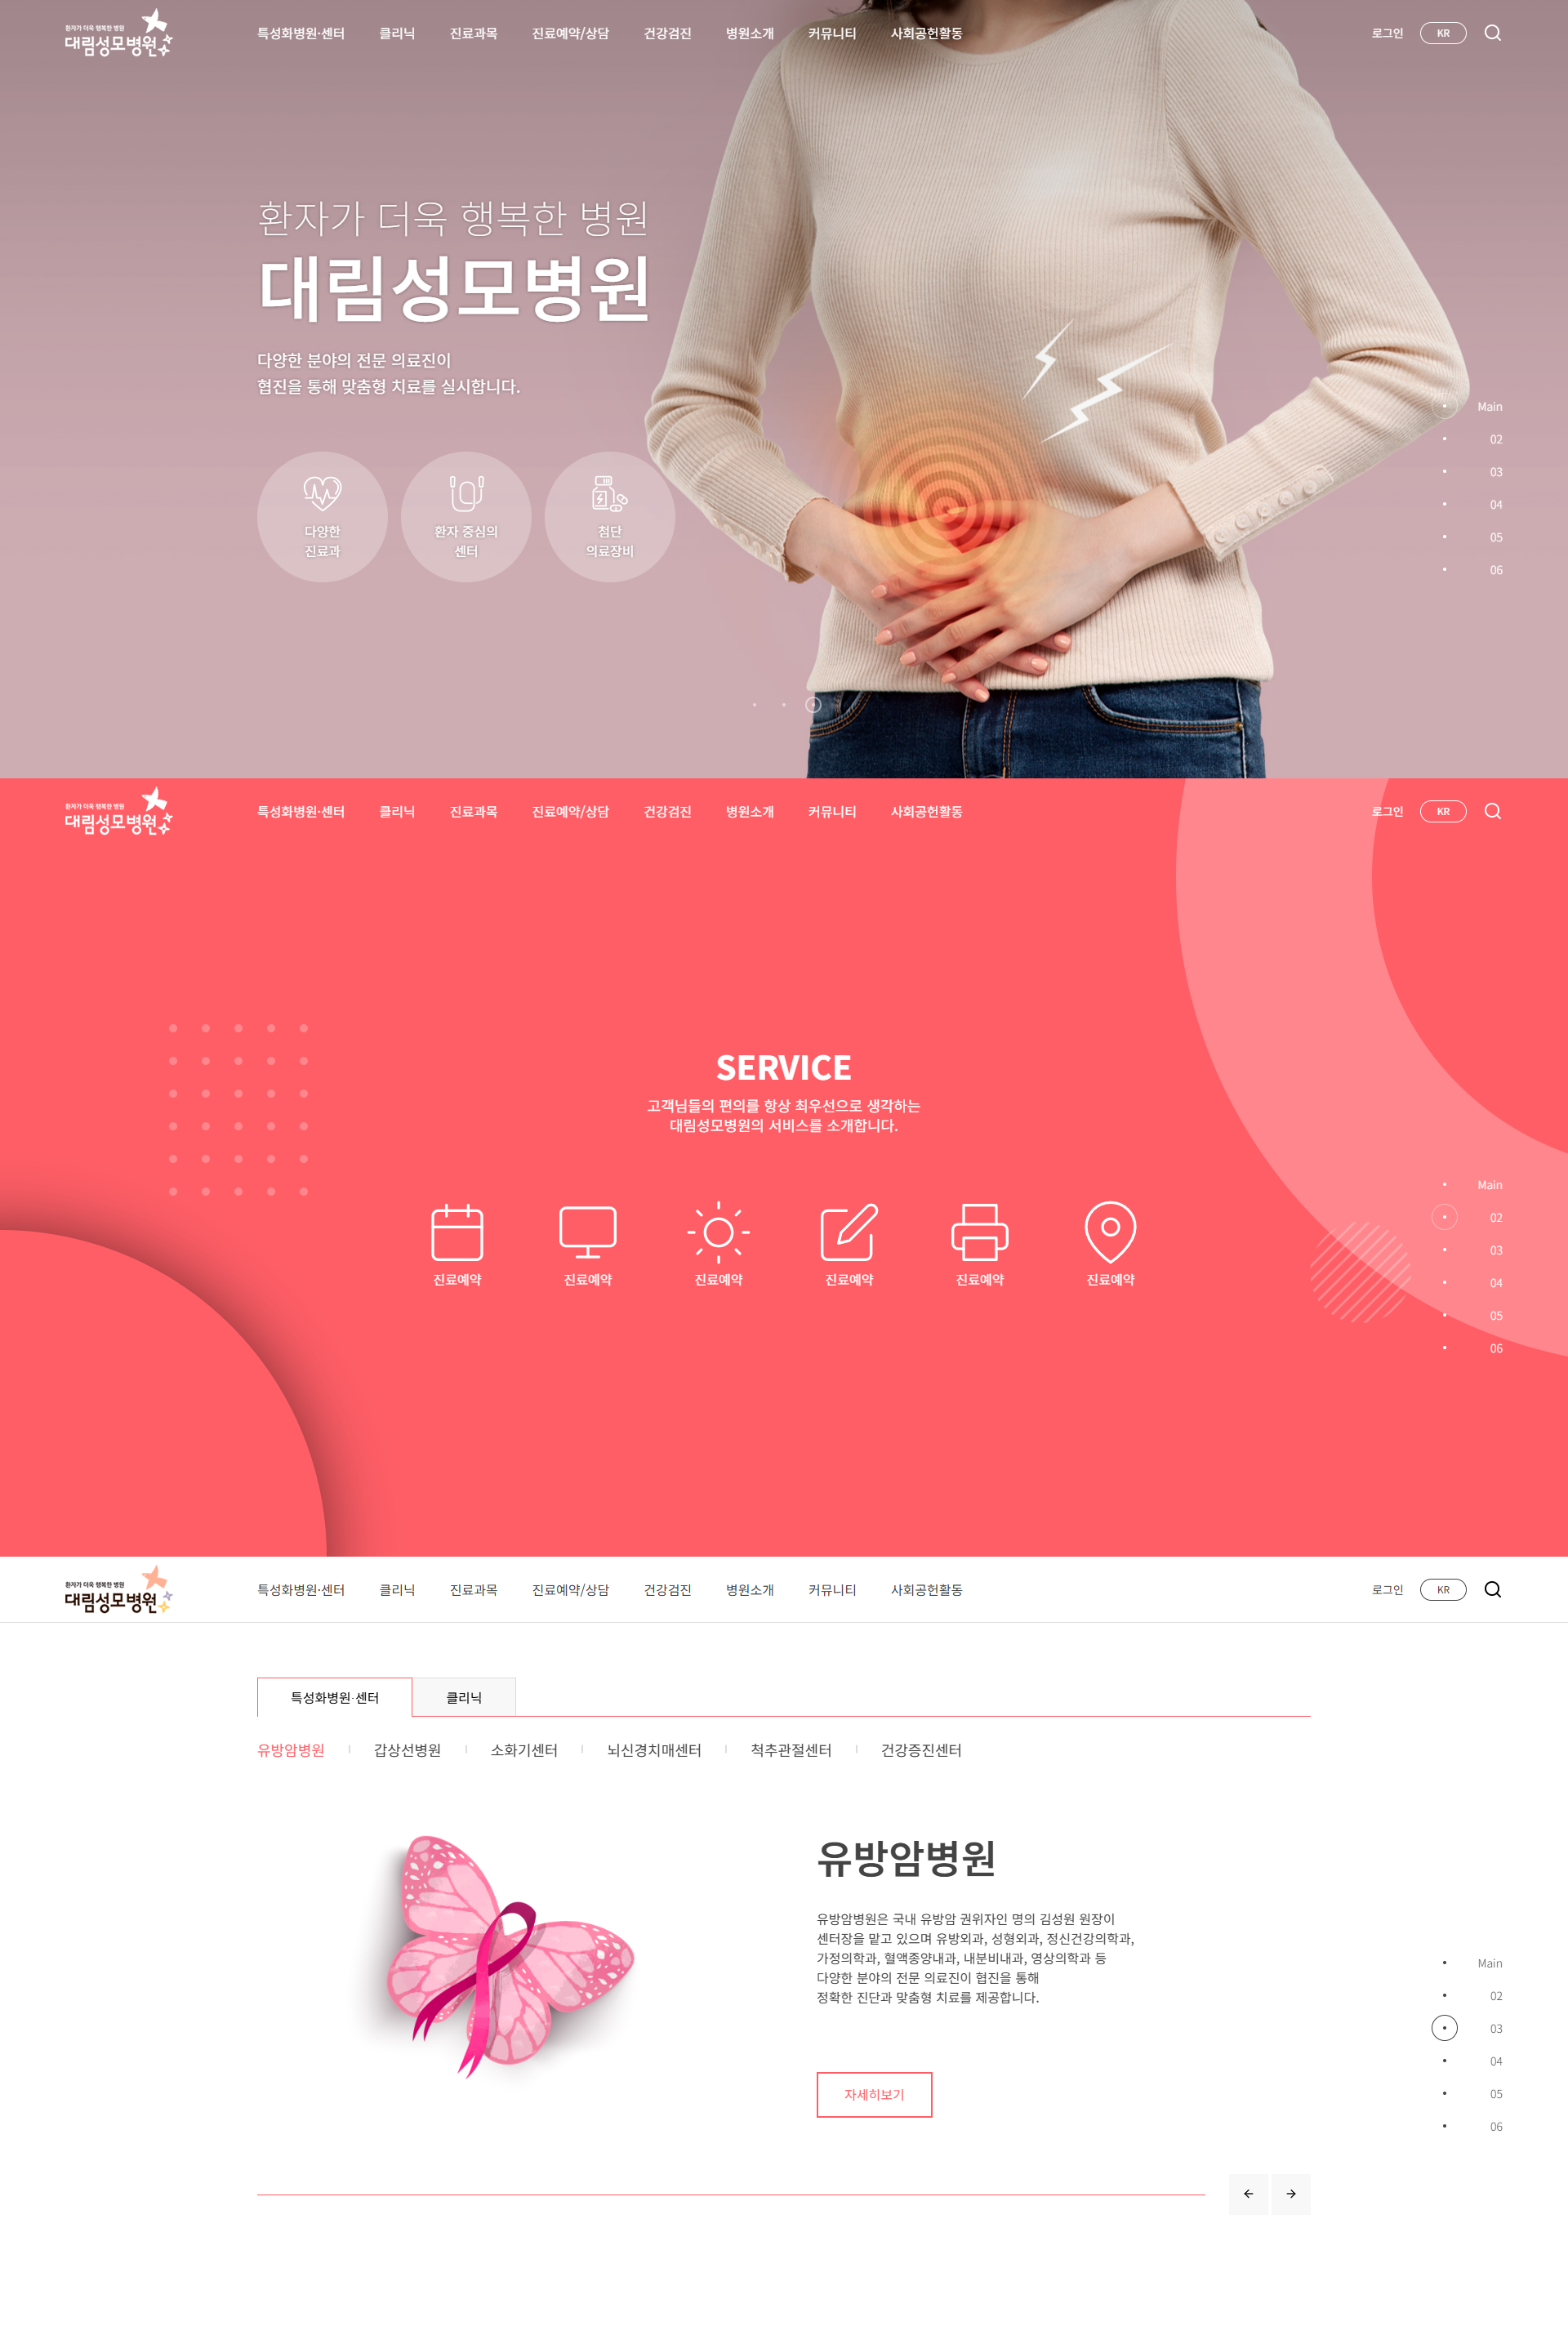 환자가 더욱 행복한 병원
대림성모병원
특성화병원·센터 클리닉 진료과목 진료예약/상담 건강검진 병원소개 커뮤니티 사회공헌활동
로그인 KR
환자가 더욱 행복한 병원
대림성모병원
다양한 분야의 전문 의료진이
협진을 통해 맞춤형 치료를 실시합니다.
다양한
진료과
환자 중심의
센터
첨단
의료장비
Main
02
03
04
05
06
환자가 더욱 행복한 병원
대림성모병원
특성화병원·센터 클리닉 진료과목 진료예약/상담 건강검진 병원소개 커뮤니티 사회공헌활동
로그인 KR
SERVICE
고객님들의 편의를 항상 최우선으로 생각하는
대림성모병원의 서비스를 소개합니다.
진료예약 진료예약 진료예약 진료예약 진료예약 진료예약
Main
02
03
04
05
06
환자가 더욱 행복한 병원
대림성모병원
특성화병원·센터 클리닉 진료과목 진료예약/상담 건강검진 병원소개 커뮤니티 사회공헌활동
로그인 KR
특성화병원·센터 클리닉
유방암병원 갑상선병원 소화기센터 뇌신경치매센터 척추관절센터 건강증진센터
유방암병원
유방암병원은 국내 유방암 권위자인 명의 김성원 원장이
센터장을 맡고 있으며 유방외과, 성형외과, 정신건강의학과,
가정의학과, 혈액종양내과, 내분비내과, 영상의학과 등
다양한 분야의 전문 의료진이 협진을 통해
정확한 진단과 맞춤형 치료를 제공합니다.
자세히보기
Main
02
03
04
05
06